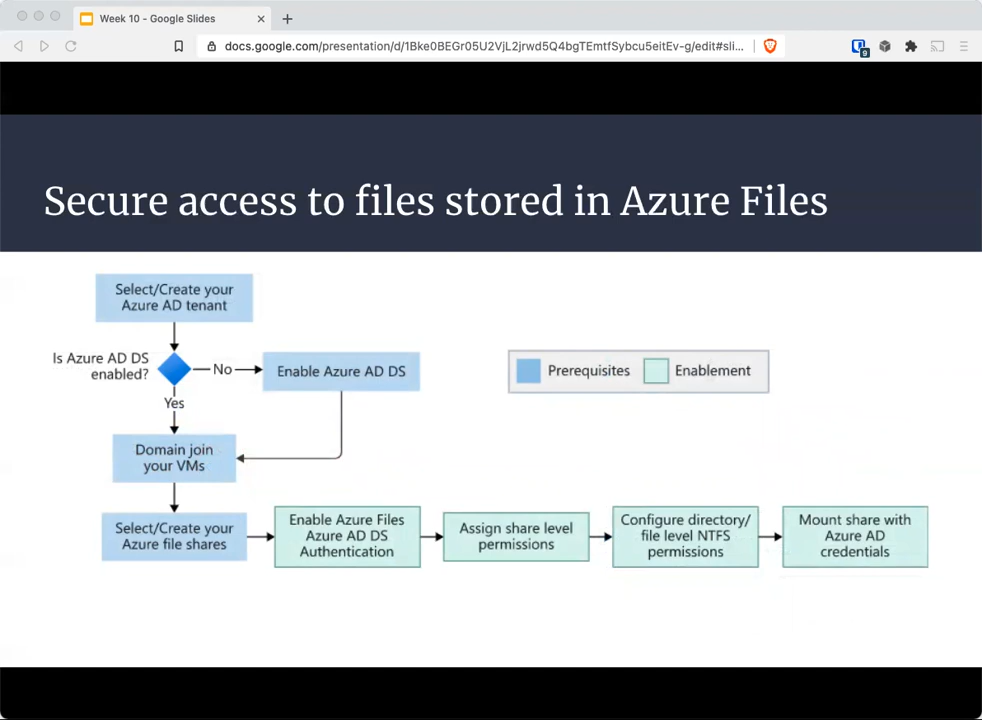 Week 10 - Google Slides
docs.google.com/presentation/d/1Bke0BEGr05U2VjL2jrwd5Q4bgTEmtfSybcu5eitEv-g/edit#sli...
9
Secure access to files stored in Azure Files
Select/Create your
Azure AD tenant
Is Azure AD DS
enabled?
No
Enable Azure AD DS
Prerequisites
Enablement
Yes
Domain join
your VMs
Select/Create your
Azure file shares
Enable Azure Files
Azure AD DS
Authentication
Assign share level
permissions
Configure directory/
file level NTFS
permissions
Mount share with
Azure AD
credentials